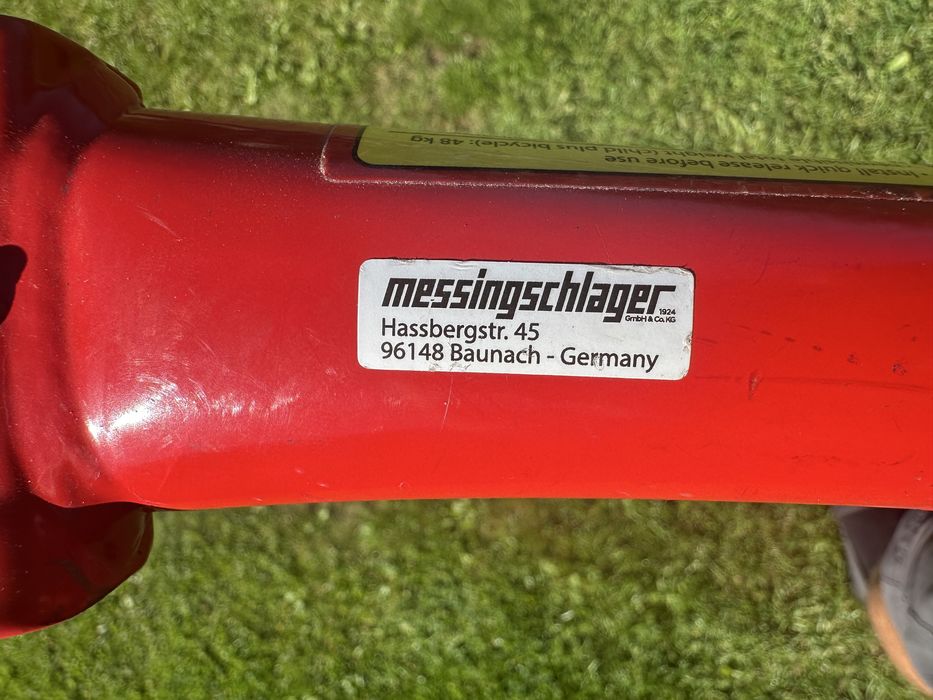 messingschlager
1924
GmbH & Co. KG
Hassbergstr. 45
96148 Baunach - Germany
- Install quick release before use
(child plus bicycle): 48 kg